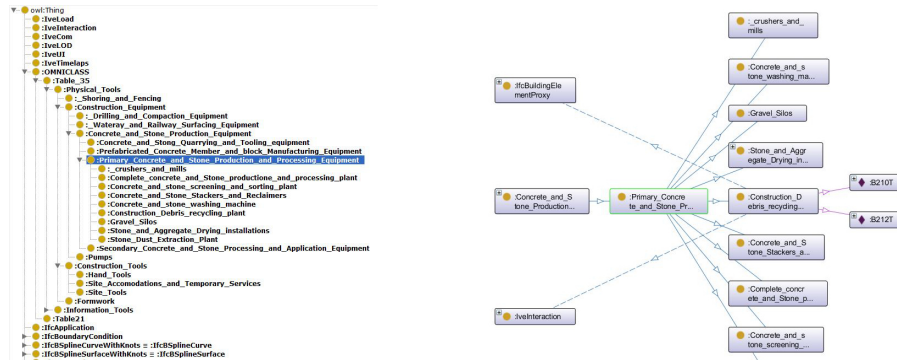 owl:Thing
:IveLoad
:IveInteraction
:IveCom
:IveLOD
:IveUI
:IveTimelaps
:OMNICLASS
:Table_35
:Physical_Tools
:_Shoring_and_Fencing
:Construction_Equipment
:_Drilling_and_Compaction_Equipment
:_Wateray_and_Railway_Surfacing_Equipment
:Concrete_and_Stone_Production_Equipment
:Concrete_and_Stong_Quarrying_and_Tooling_equipment
:Prefabricated_Concrete_Member_and_block_Manufacturing_Equipment
:Primary_Concrete_and_Stone_Production_and_Processing_Equipment
:_crushers_and_mills
:Complete_concrete_and_Stone_productione_and_processing_plant
:Concrete_and_stone_screening_and_sorting_plant
:Concrete_and_Stone_Stackers_and_Reclaimers
:Concrete_and_stone_washing_machine
:Construction_Debris_recycling_plant
:Gravel_Silos
:Stone_and_Aggregate_Drying_installations
:Stone_Dust_Extraction_Plant
:Secondary_Concrete_and_Stone_Processing_and_Application_Equipment
:Pumps
:Construction_Tools
:Hand_Tools
:Site_Accomodations_and_Temporary_Services
:Site_Tools
:Formwork
:Information_Tools
:Table21
:IfcApplication
:IfcBoundaryCondition
:IfcBSplineCurveWithKnots ≡ :IfcBSplineCurve
:IfcBSplineSurfaceWithKnots ≡ :IfcBSplineSurface
:_crushers_and_
mills
:Concrete_and_s
tone_washing_ma...
:IfcBuildingEle
mentProxy
:Gravel_Silos
:Stone_and_Aggr
egate_Drying_in...
:Concrete_and_S
tone_Production...
:Primary_Concre
te_and_Stone_Pr...
:Construction_D
ebris_recycling...
:B210T
:B212T
:Concrete_and_S
tone_Stackers_a...
:Complete_concr
ete_and_Stone_p...
:IveInteraction
:Concrete_and_s
tone_screening_...